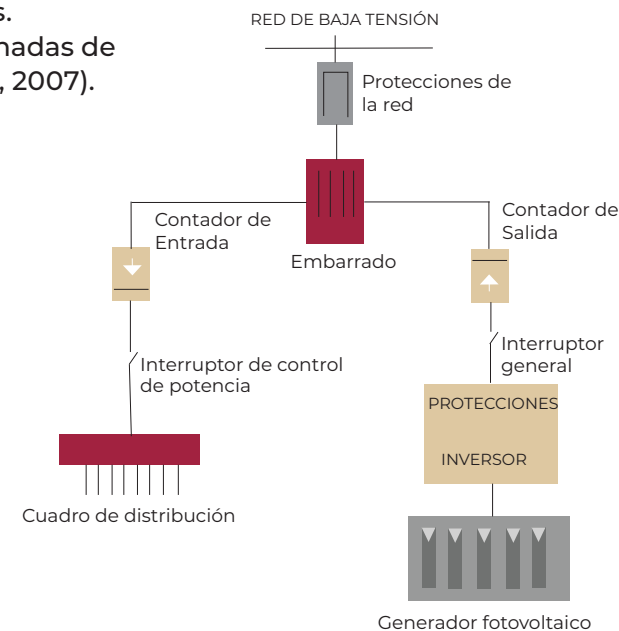 s.
nadas de
, 2007).
RED DE BAJA TENSIÓN
Protecciones de
la red
Contador de
Entrada
Embarrado
Contador de
Salida
Interruptor de control
de potencia
Interruptor
general
PROTECCIONES
INVERSOR
Cuadro de distribución
Generador fotovoltaico